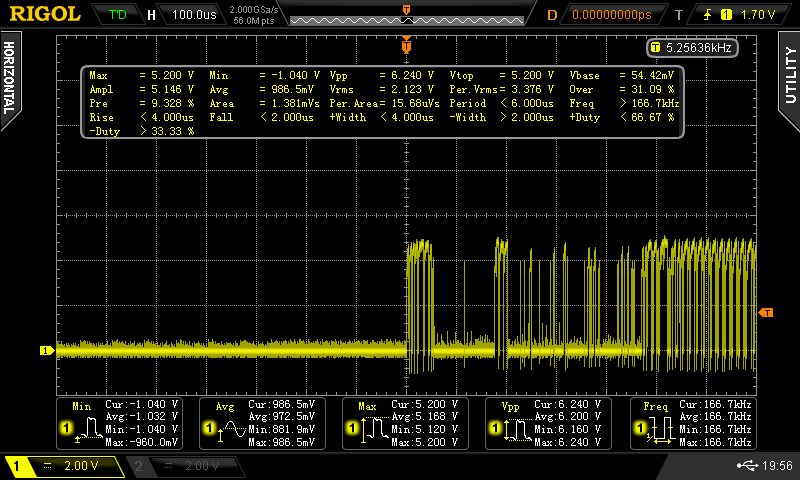 RIGOL T'D H 100.0us 2.000GSa/s 56.0Mpts D 0.00000000ps T 1 1.70 V
HORIZONTAL
UTILITY
T 5.25636kHz
Max = 5.200 V Min = -1.040 V Vpp = 6.240 V Vtop = 5.200 V Vbase = 54.42mV
Ampl = 5.146 V Avg = 986.5mV Vrms = 2.123 V Per.Vrms= 3.376 V Over = 31.09 %
Pre = 9.328 % Area = 1.381mVs Per.Area= 15.68uVs Period < 6.000us Freq > 166.7kHz
Rise < 4.000us Fall < 2.000us +Width < 4.000us -Width > 2.000us +Duty < 66.67 %
-Duty > 33.33 %
T
T
1
Min Cur:-1.040 V Avg Cur:986.5mV Max Cur:5.200 V Vpp Cur:6.240 V Freq Cur:166.7kHz
1 Avg:-1.032 V 1 Avg:972.5mV 1 Avg:5.168 V 1 Avg:6.200 V 1 Avg:166.7kHz
Min:-1.040 V Min:881.9mV Min:5.120 V Min:6.160 V Min:166.7kHz
Max:-960.0mV Max:986.5mV Max:5.200 V Max:6.240 V Max:166.7kHz
1 2.00 V 2 2.00 V 19:56